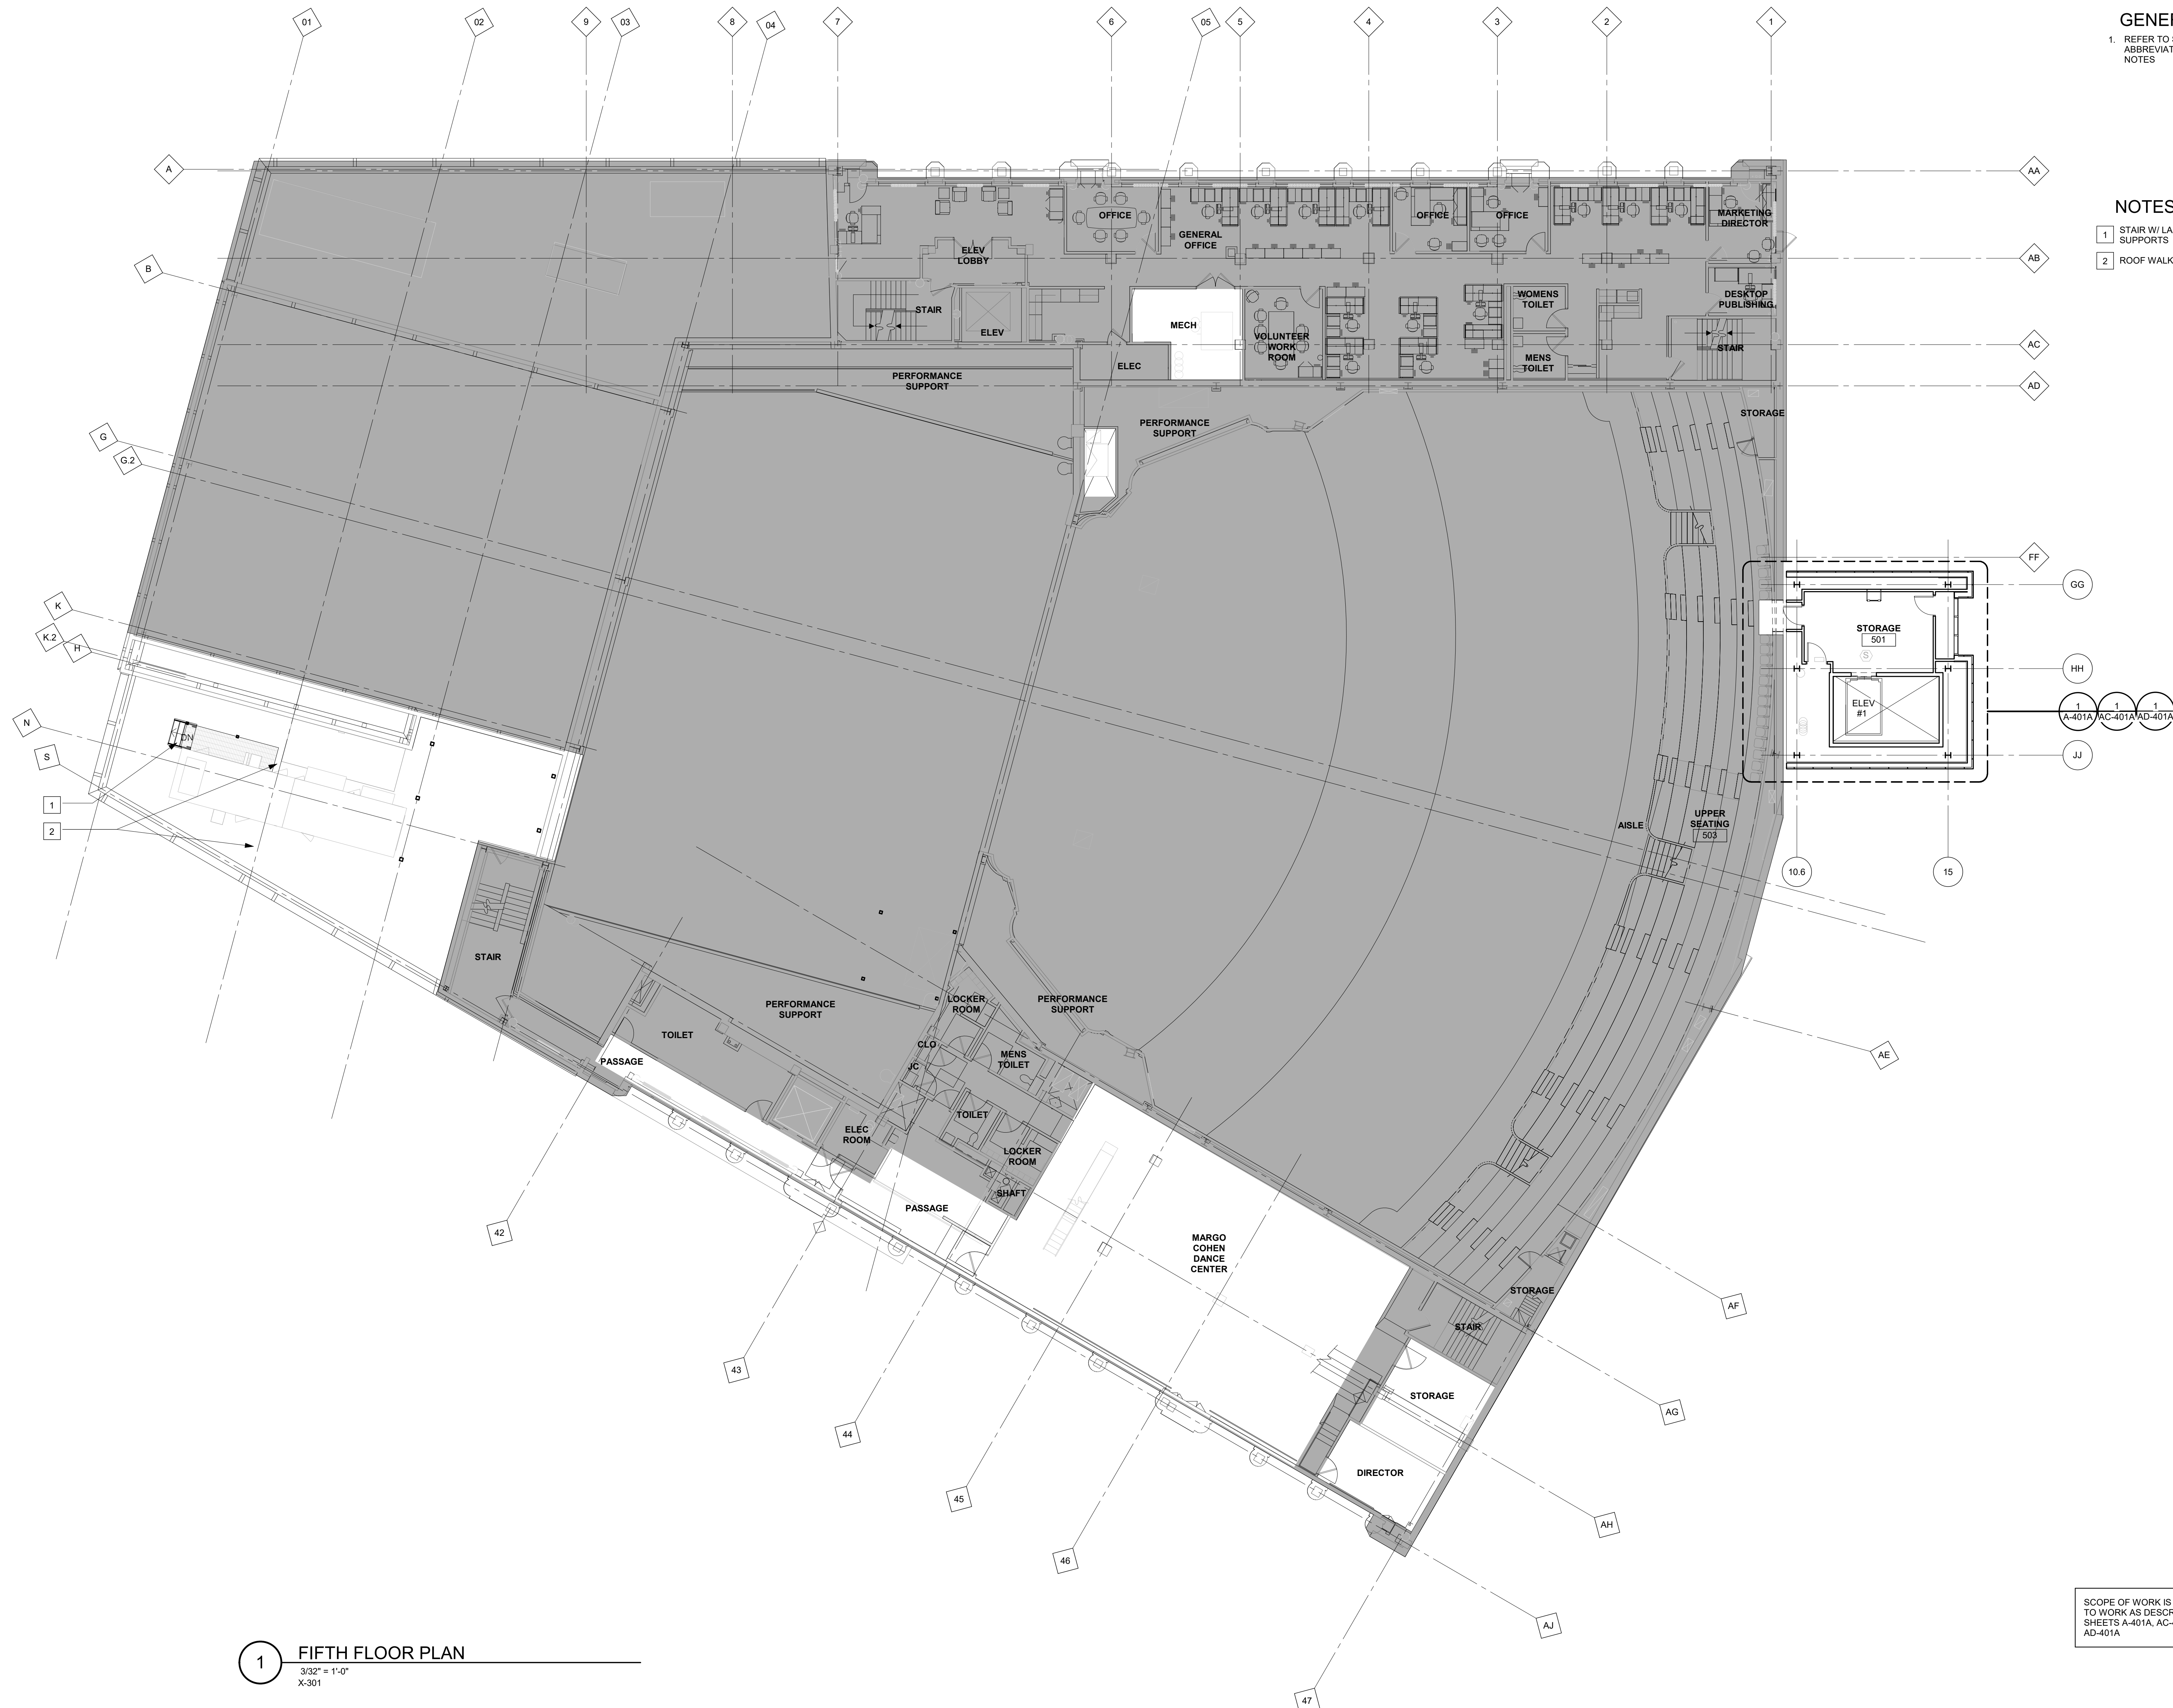 01
02
9
03
8
04
7
6
05
5
4
3
2
1
1. REFER TO
NOTES
NOTES
1 STAIR W/
SUPPORTS
2 ROOF WALK
A
B
G
G.2
K
K.2
H
N
S
1
2
AA
AB
AC
AD
FF
GG
HH
JJ
10.6
15
AE
AF
AG
AH
AJ
42
43
44
45
46
47
OFFICE
GENERAL
OFFICE
OFFICE
OFFICE
MARKETING
DIRECTOR
ELEV
LOBBY
STAIR
ELEV
MECH
VOLUNTEER
WORK
ROOM
WOMENS
TOILET
DESKTOP
PUBLISHING
MENS
TOILET
STAIR
ELEC
PERFORMANCE
SUPPORT
PERFORMANCE
SUPPORT
STORAGE
STORAGE
501
S
ELEV
#1
1
A-401A
1
AC-401A
1
AD-401A
DN
AISLE
UPPER
SEATING
503
STAIR
PERFORMANCE
SUPPORT
TOILET
PASSAGE
LOCKER
ROOM
PERFORMANCE
SUPPORT
CLO
JC
MENS
TOILET
TOILET
ELEC
ROOM
LOCKER
ROOM
SHAFT
PASSAGE
MARGO
COHEN
DANCE
CENTER
STORAGE
STAIR
STORAGE
DIRECTOR
SCOPE OF WORK IS
TO WORK AS
SHEETS A-401A,
AD-401A
1
FIFTH FLOOR PLAN
3/32" = 1'-0"
X-301